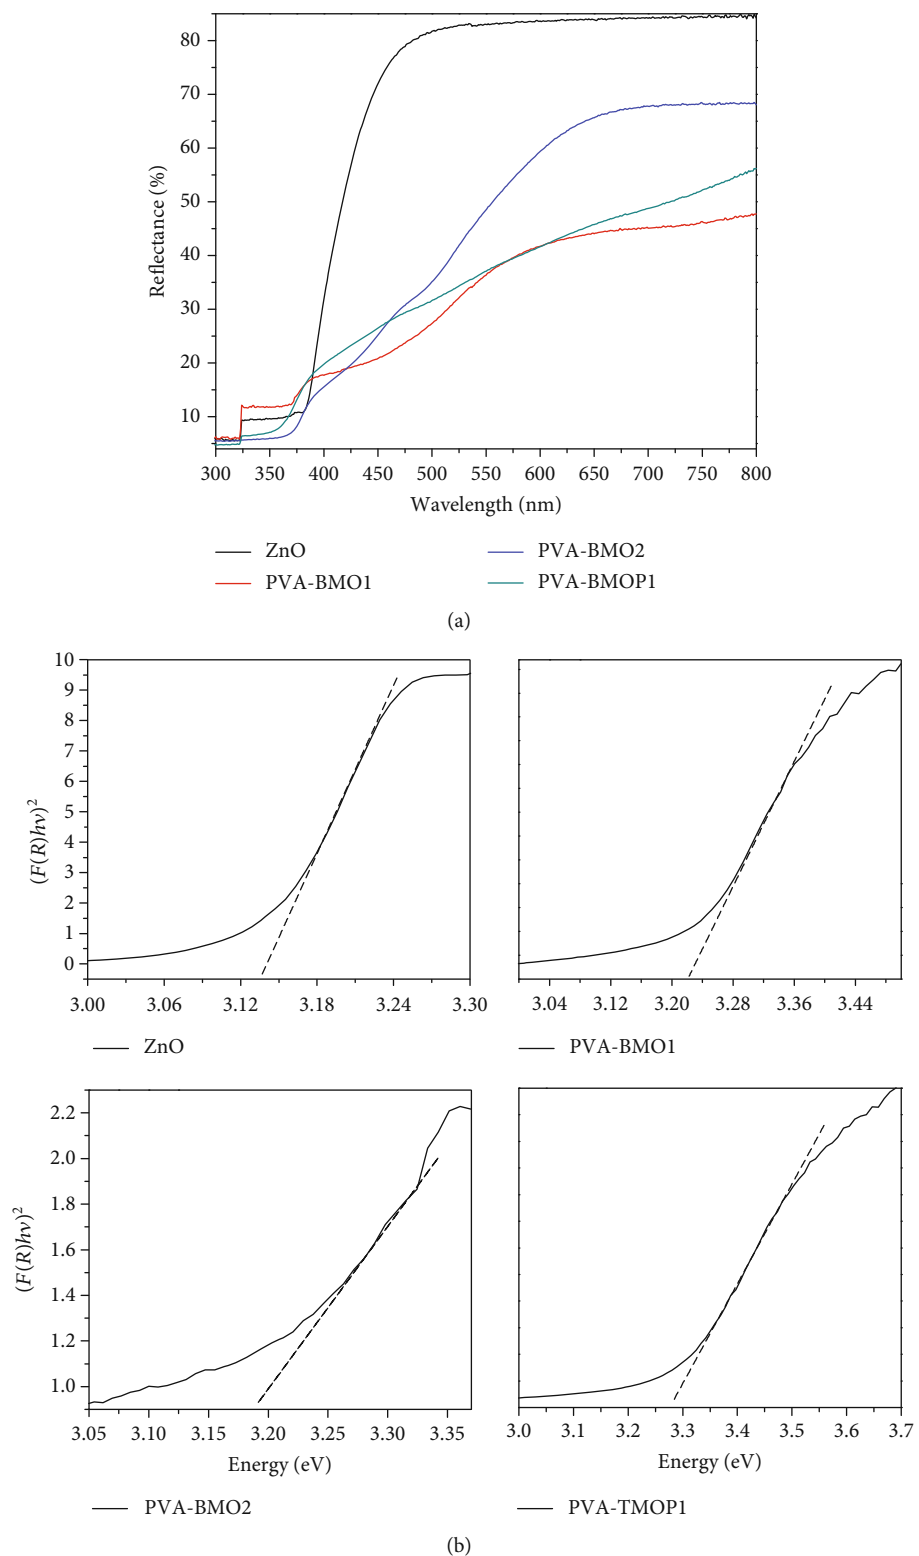 80
70
60
50
40
30
20
10
Reflectance (%)
300 350 400 450 500 550 600 650 700 750 800
Wavelength (nm)
ZnO PVA-BMO2
PVA-BMO1 PVA-BMOP1
(a)
10
9
8
7
6
5
4
3
2
1
0
(F(R)hν)²
3.00 3.06 3.12 3.18 3.24 3.30
ZnO
3.04 3.12 3.20 3.28 3.36 3.44
PVA-BMO1
2.2
2.0
1.8
1.6
1.4
1.2
1.0
(F(R)hν)²
3.05 3.10 3.15 3.20 3.25 3.30 3.35
Energy (eV)
PVA-BMO2
3.0 3.1 3.2 3.3 3.4 3.5 3.6 3.7
Energy (eV)
PVA-TMOP1
(b)